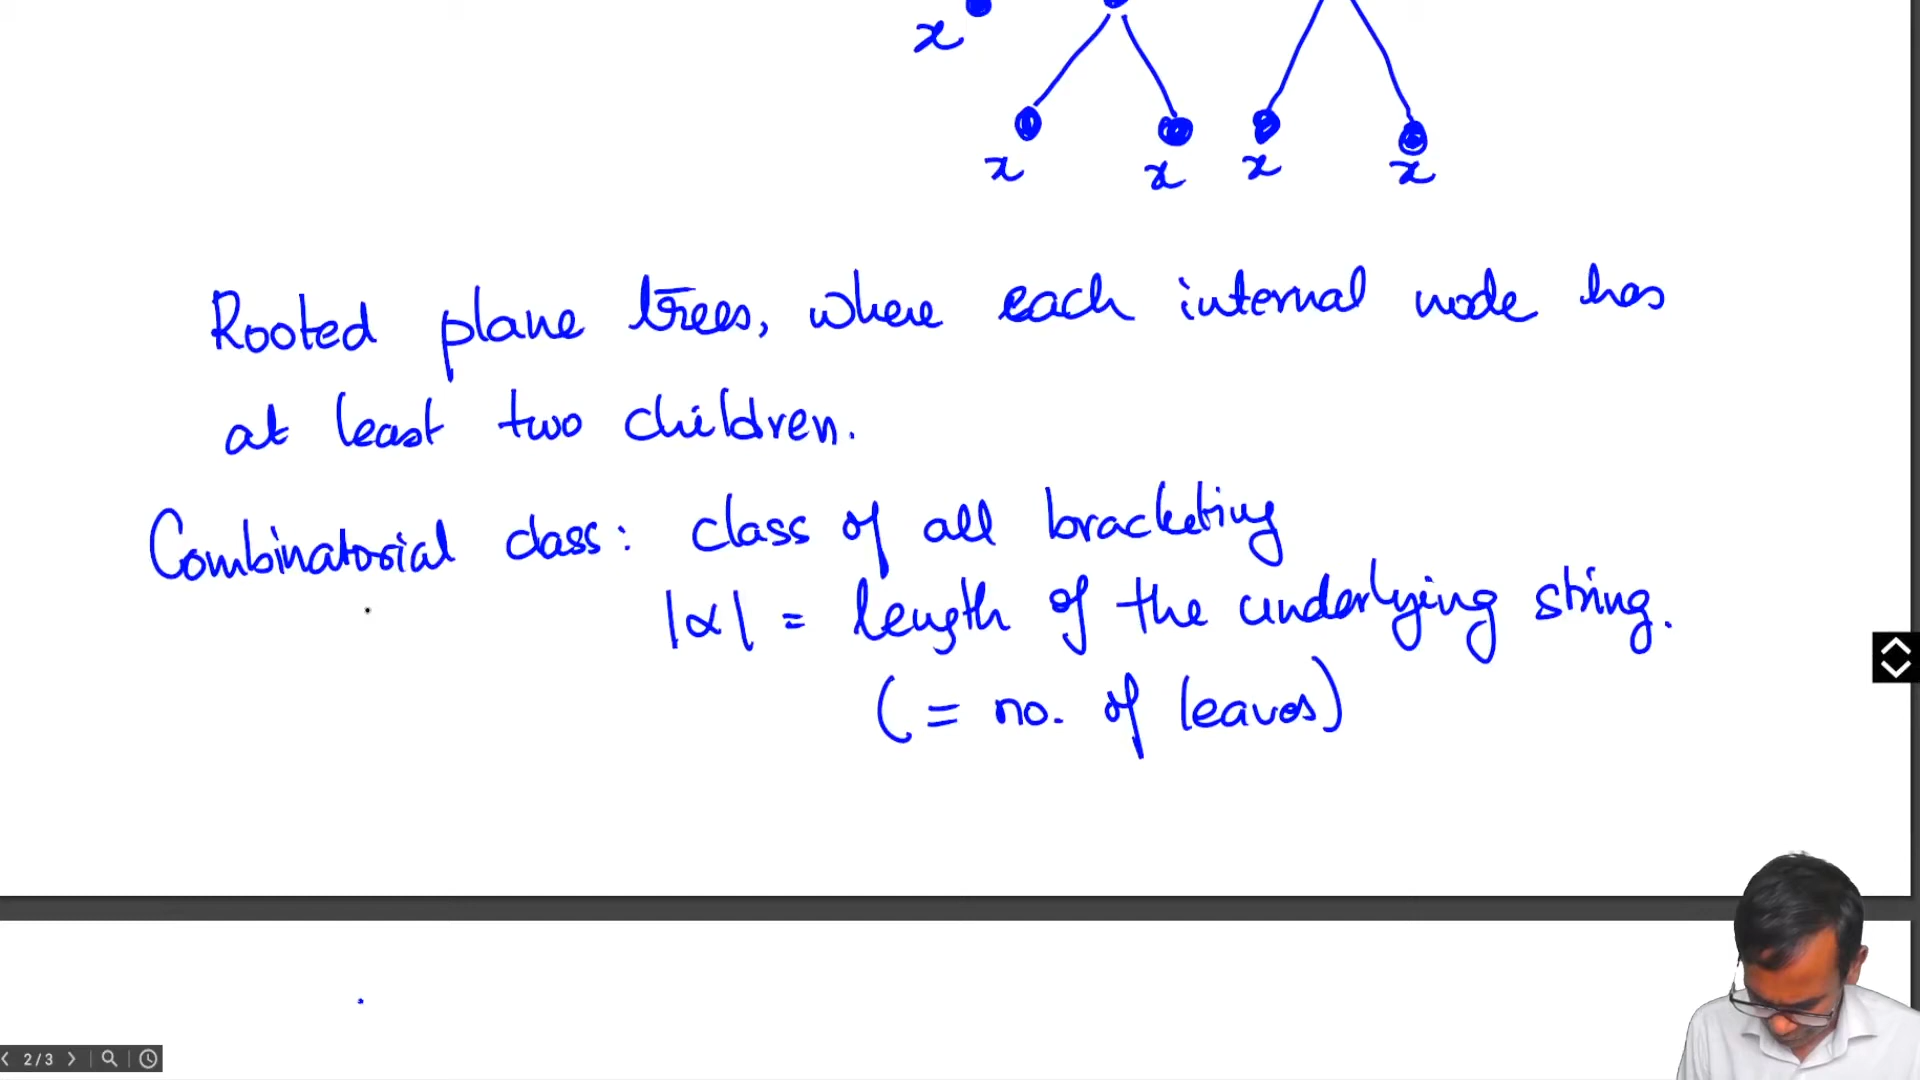 x
x x x x
Rooted plane trees, where each internal node has
at least two children.
Combinatorial class: class of all bracketing
|α| = length of the underlying string.
(= no. of leaves)
2/3